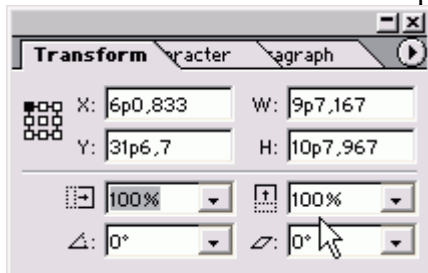 Transform racter agraph
X: 6p0,833 W: 9p7,167
Y: 31p6,7 H: 10p7,967
100% 100%
0° 0°